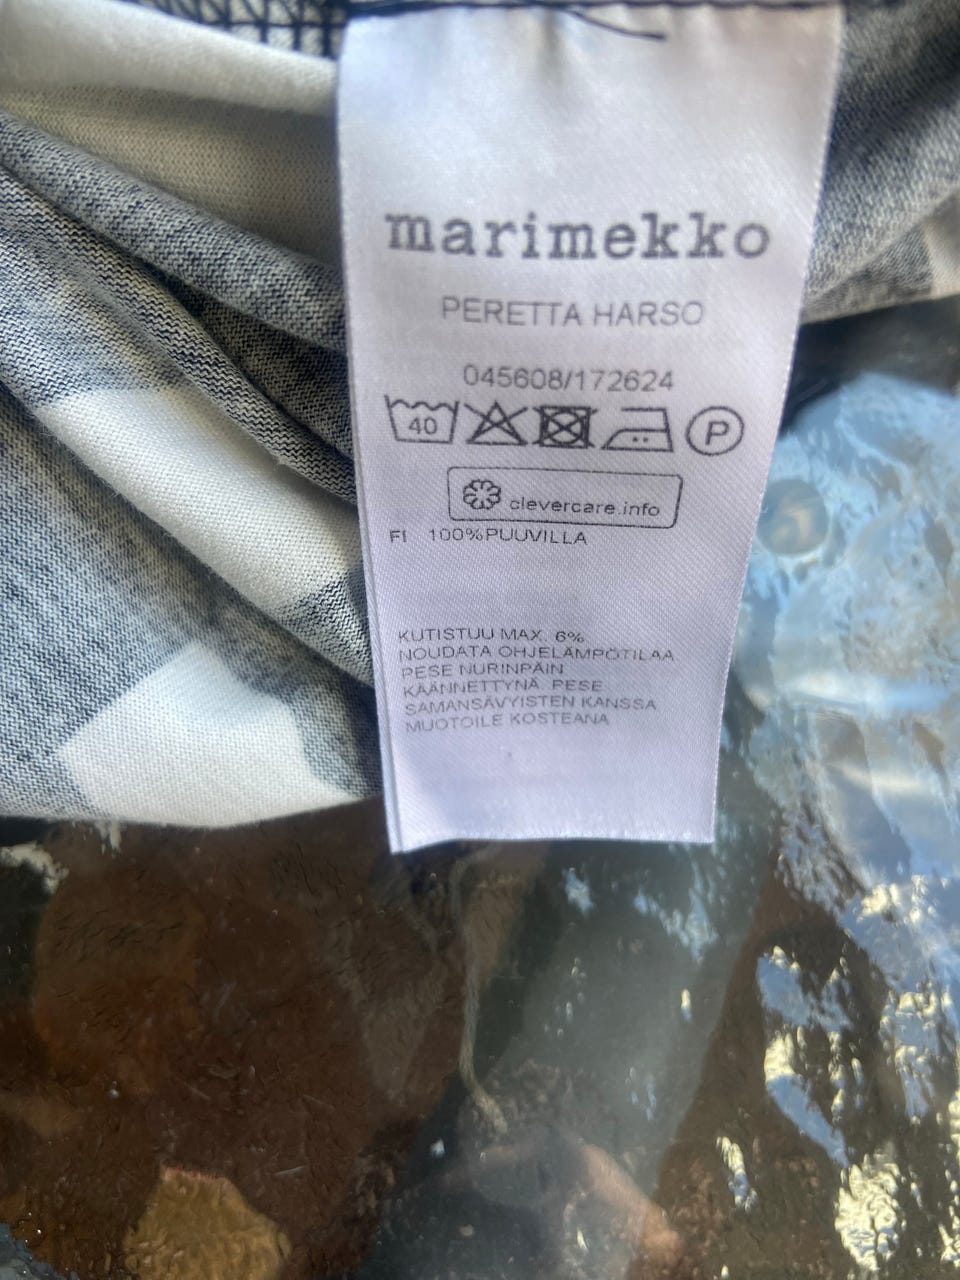 marimekko
PERETTA HARSO
045608/172624
40 P
clevercare.info
FI 100%PUUVILLA
KUTISTUU MAX. 6%
NOUDATA OHJELÄMPÖTILAA
PESE NURINPÄIN
KÄÄNNETTYNÄ. PESE
SAMANSÄVYISTEN KANSSA
MUOTOILE KOSTEANA